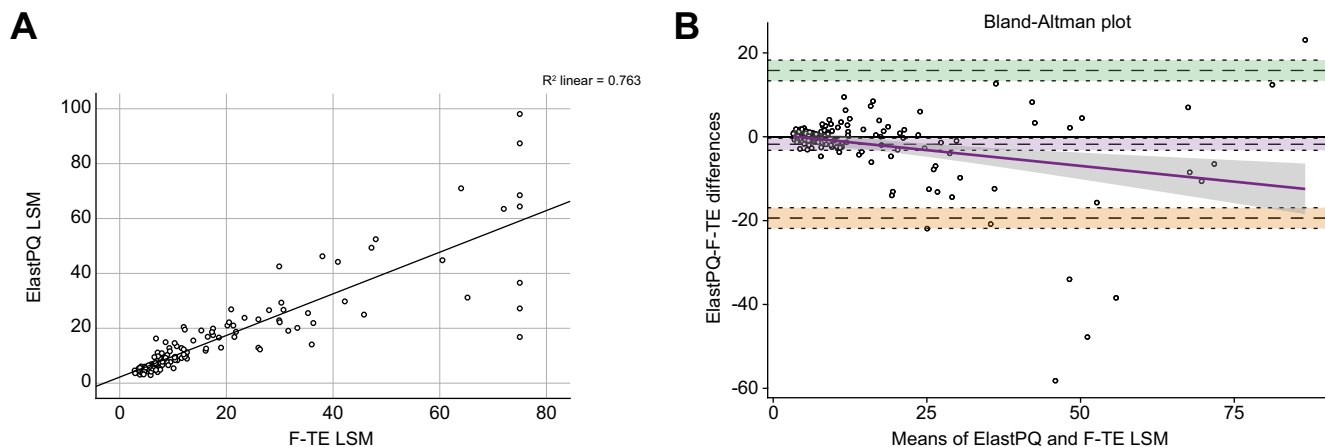 A
R² linear = 0.763
ElastPQ LSM
100
80
60
40
20
0
0 20 40 60 80
F-TE LSM
B
Bland-Altman plot
ElastPQ-F-TE differences
20
0
-20
-40
-60
0 25 50 75
Means of ElastPQ and F-TE LSM